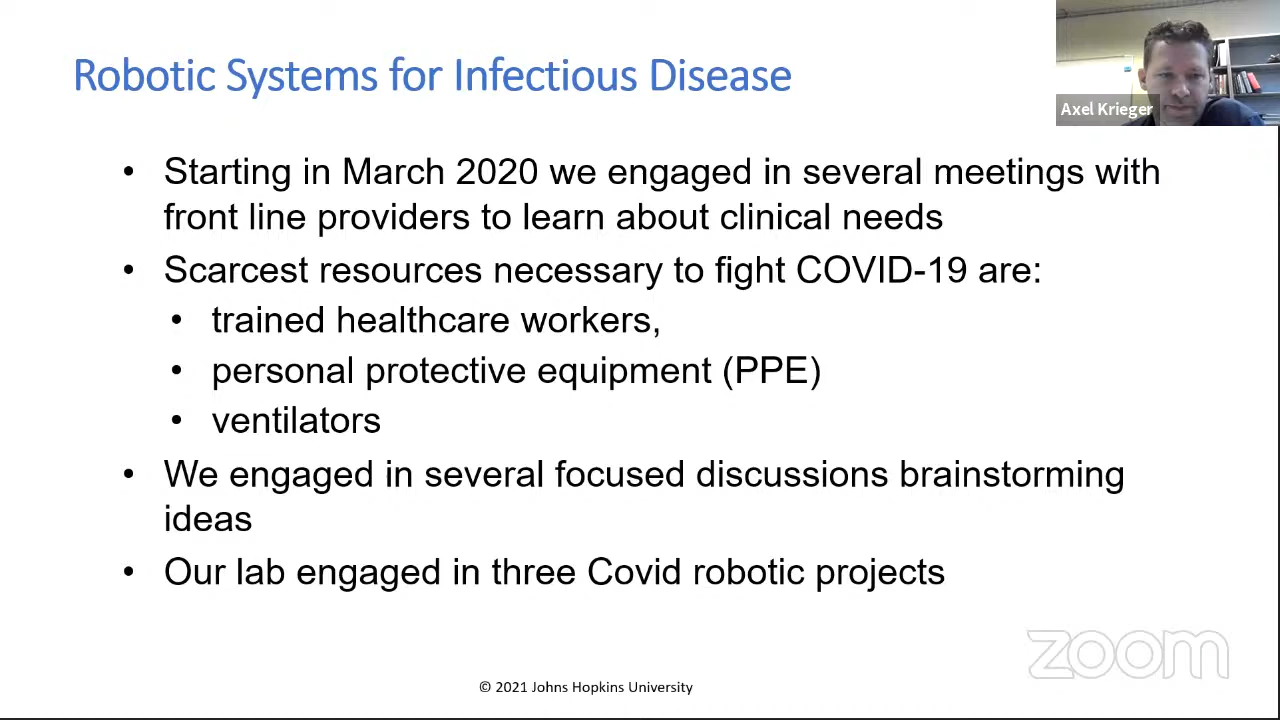 Robotic Systems for Infectious Disease
Axel Krieger
• Starting in March 2020 we engaged in several meetings with
front line providers to learn about clinical needs
• Scarcest resources necessary to fight COVID-19 are:
• trained healthcare workers,
• personal protective equipment (PPE)
• ventilators
• We engaged in several focused discussions brainstorming
ideas
• Our lab engaged in three Covid robotic projects
zoom
© 2021 Johns Hopkins University